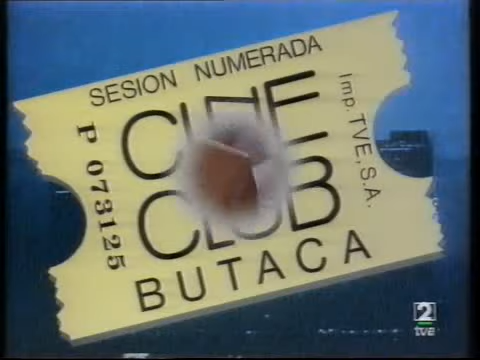 SESION NUMERADA
CINE
CLUB
BUTACA
P 073125
Imp.TVE,S.A.
2
tve